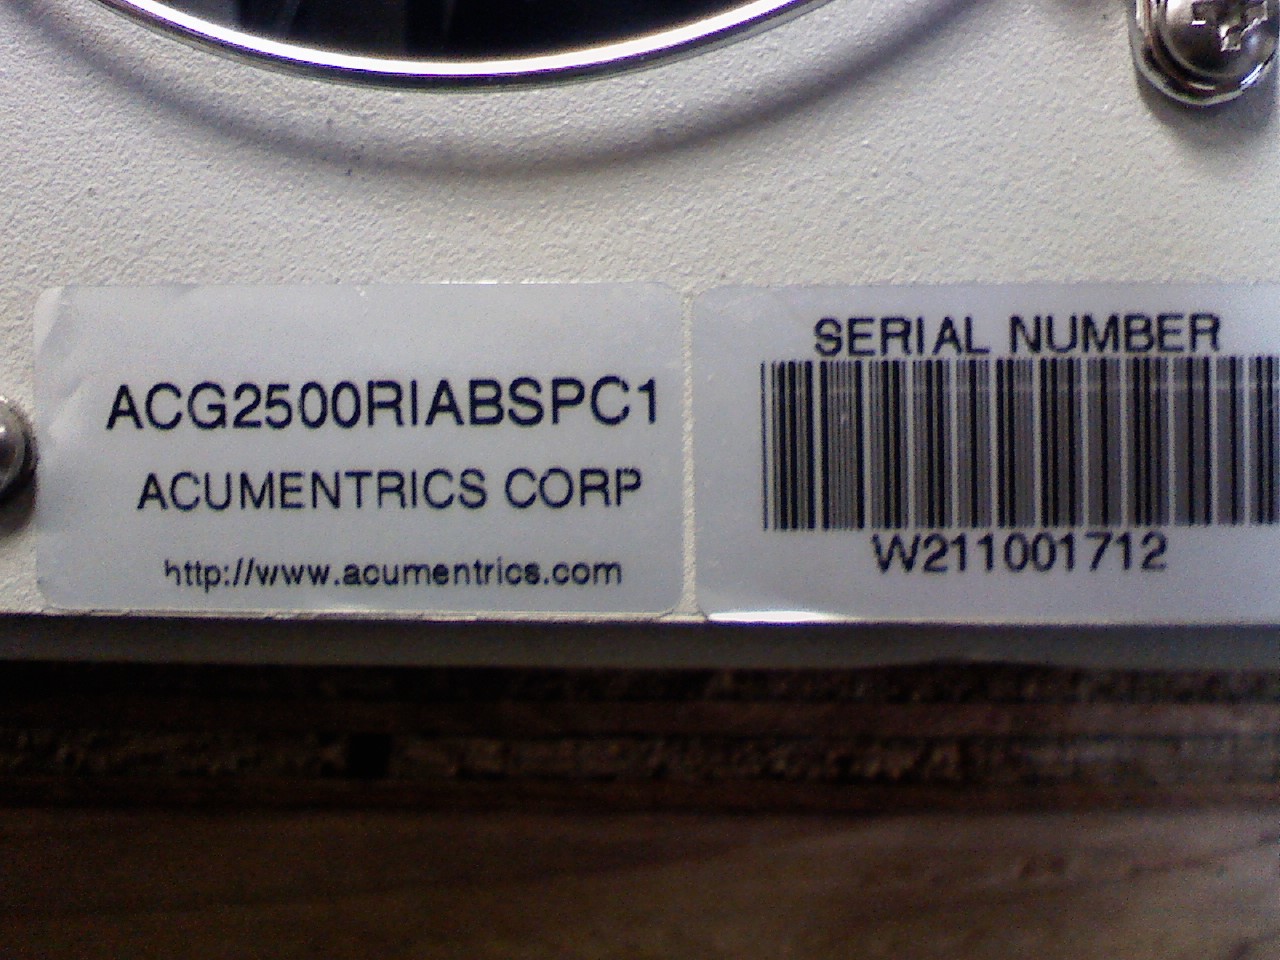 ACG2500RIABSPC1
ACUMENTRICS CORP
http://www.acumentrics.com
SERIAL NUMBER
W211001712